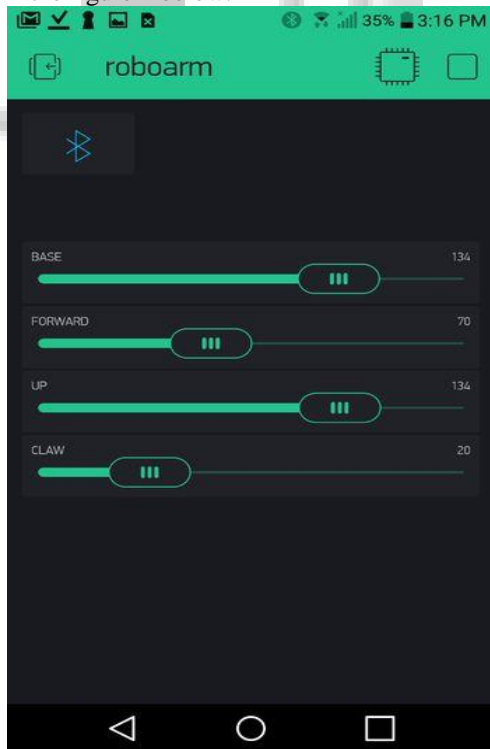 35% 3:16 PM
roboarm
BASE 134
FORWARD 70
UP 134
CLAW 20